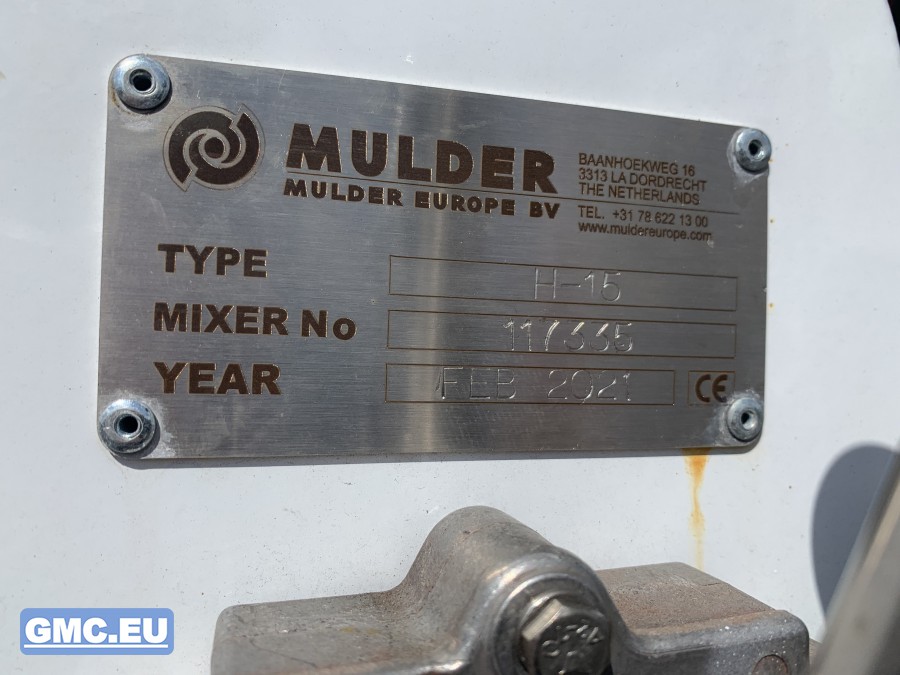 MULDER
MULDER EUROPE BV
BAANHOEKWEG 16
3313 LA DORDRECHT
THE NETHERLANDS
TEL. +31 78 622 13 00
www.muldereurope.com
TYPE H-15
MIXER No 117335
YEAR FEB 2021 CE
GMC.EU